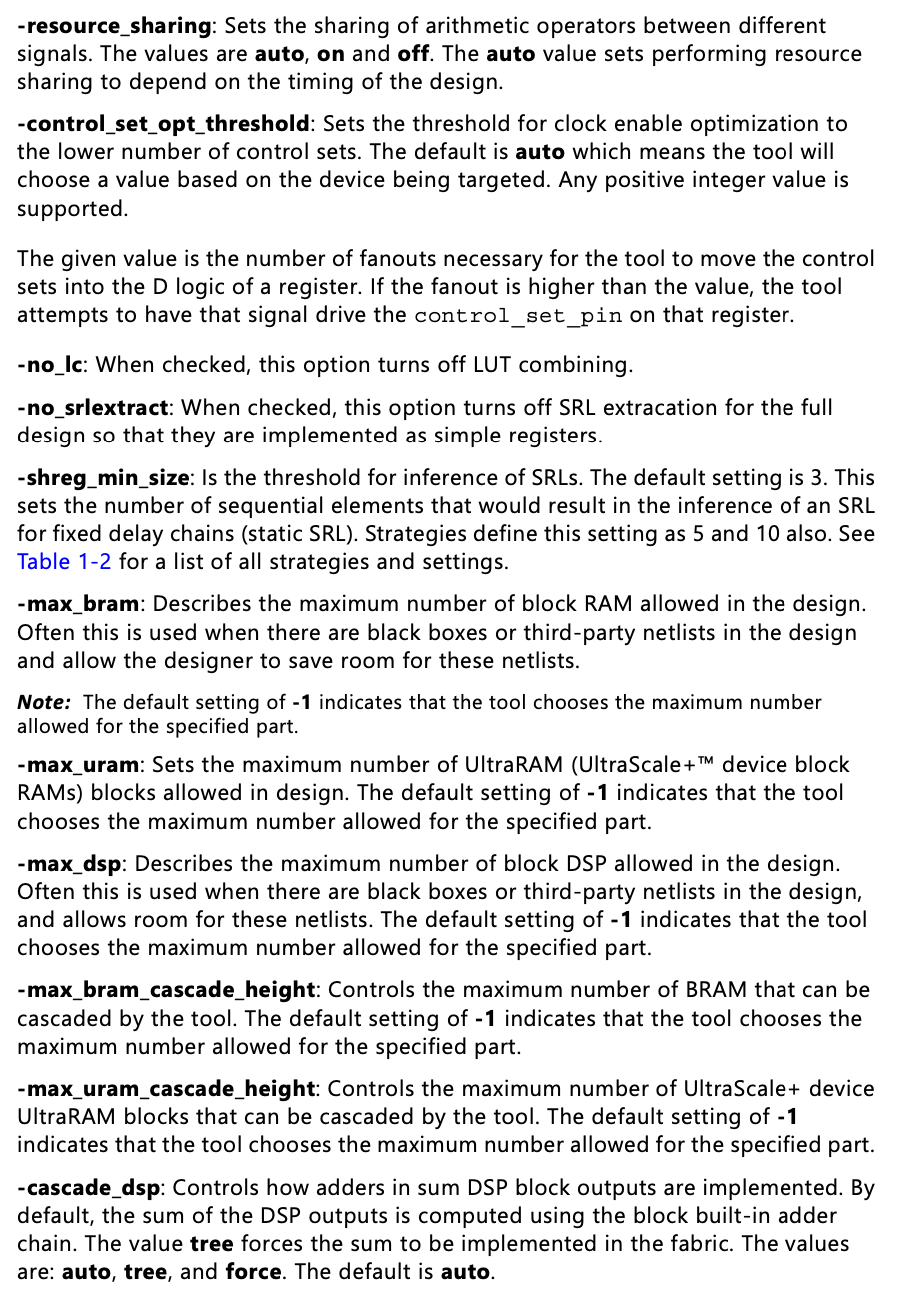 -resource_sharing: Sets the sharing of arithmetic operators between different
signals. The values are auto, on and off. The auto value sets performing resource
sharing to depend on the timing of the design.
-control_set_opt_threshold: Sets the threshold for clock enable optimization to
the lower number of control sets. The default is auto which means the tool will
choose a value based on the device being targeted. Any positive integer value is
supported.
The given value is the number of fanouts necessary for the tool to move the control
sets into the D logic of a register. If the fanout is higher than the value, the tool
attempts to have that signal drive the control_set_pin on that register.
-no_lc: When checked, this option turns off LUT combining.
-no_srlextract: When checked, this option turns off SRL extracation for the full
design so that they are implemented as simple registers.
-shreg_min_size: Is the threshold for inference of SRLs. The default setting is 3. This
sets the number of sequential elements that would result in the inference of an SRL
for fixed delay chains (static SRL). Strategies define this setting as 5 and 10 also. See
Table 1-2 for a list of all strategies and settings.
-max_bram: Describes the maximum number of block RAM allowed in the design.
Often this is used when there are black boxes or third-party netlists in the design
and allow the designer to save room for these netlists.
Note: The default setting of -1 indicates that the tool chooses the maximum number
allowed for the specified part.
-max_uram: Sets the maximum number of UltraRAM (UltraScale+™ device block
RAMs) blocks allowed in design. The default setting of -1 indicates that the tool
chooses the maximum number allowed for the specified part.
-max_dsp: Describes the maximum number of block DSP allowed in the design.
Often this is used when there are black boxes or third-party netlists in the design,
and allows room for these netlists. The default setting of -1 indicates that the tool
chooses the maximum number allowed for the specified part.
-max_bram_cascade_height: Controls the maximum number of BRAM that can be
cascaded by the tool. The default setting of -1 indicates that the tool chooses the
maximum number allowed for the specified part.
-max_uram_cascade_height: Controls the maximum number of UltraScale+ device
UltraRAM blocks that can be cascaded by the tool. The default setting of -1
indicates that the tool chooses the maximum number allowed for the specified part.
-cascade_dsp: Controls how adders in sum DSP block outputs are implemented. By
default, the sum of the DSP outputs is computed using the block built-in adder
chain. The value tree forces the sum to be implemented in the fabric. The values
are: auto, tree, and force. The default is auto.